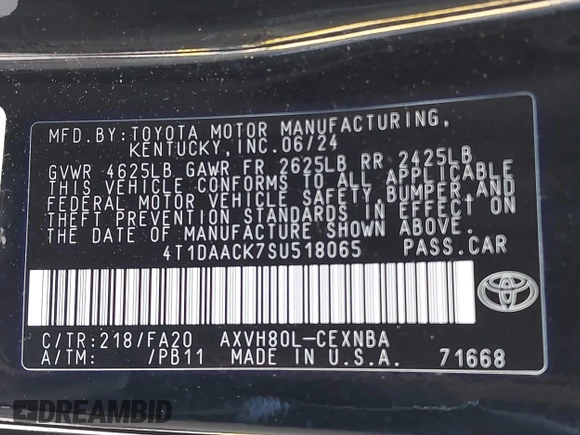 MFD.BY:TOYOTA MOTOR MANUFACTURING,
KENTUCKY, INC.06/24
GVWR 4625LB GAWR FR 2625LB RR 2425LB
THIS VEHICLE CONFORMS TO ALL APPLICABLE
FEDERAL MOTOR VEHICLE SAFETY,BUMPER,AND
THEFT PREVENTION STANDARDS IN EFFECT ON
THE DATE OF MANUFACTURE SHOWN ABOVE.
4T1DAACK7SU518065 PASS.CAR
C/TR:218/FA20 AXVH80L-CEXNBA
A/TM: /PB11 MADE IN U.S.A. 71668
DREAMBID